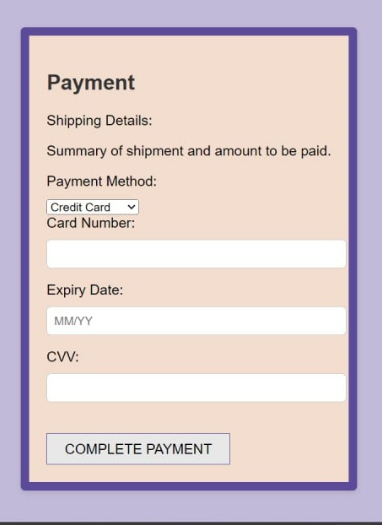 Payment
Shipping Details:
Summary of shipment and amount to be paid.
Payment Method:
Credit Card
Card Number:
Expiry Date:
MM/YY
CVV:
COMPLETE PAYMENT